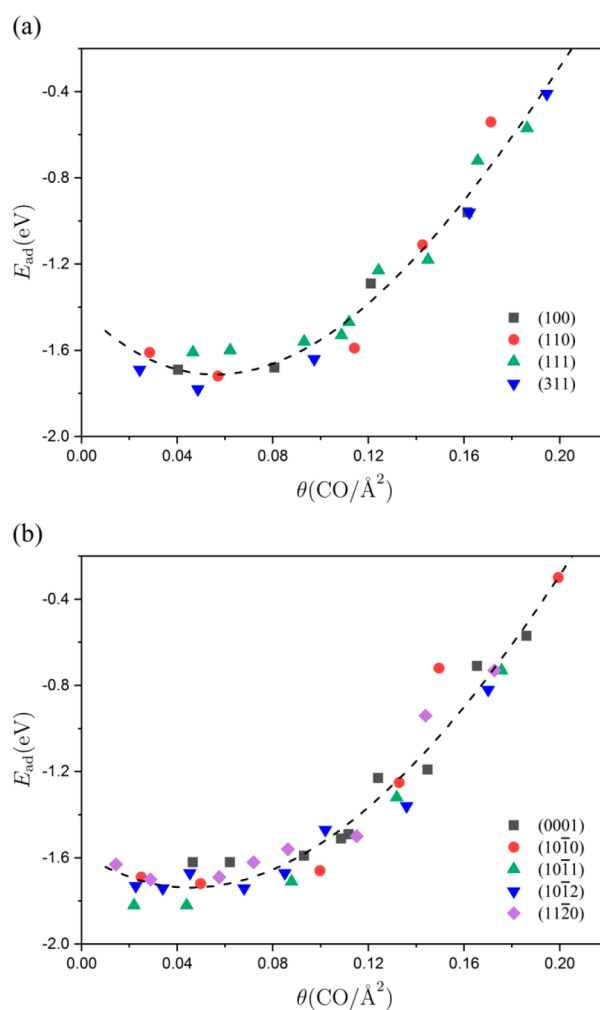 (a)
-0.4
-0.8
-1.2
-1.6
-2.0
E_ad(eV)
(100)
(110)
(111)
(311)
0.00 0.04 0.08 0.12 0.16 0.20
θ(CO/Å²)
(b)
-0.4
-0.8
-1.2
-1.6
-2.0
E_ad(eV)
(0001)
(101̅0)
(101̅1)
(101̅2)
(112̅0)
0.00 0.04 0.08 0.12 0.16 0.20
θ(CO/Å²)